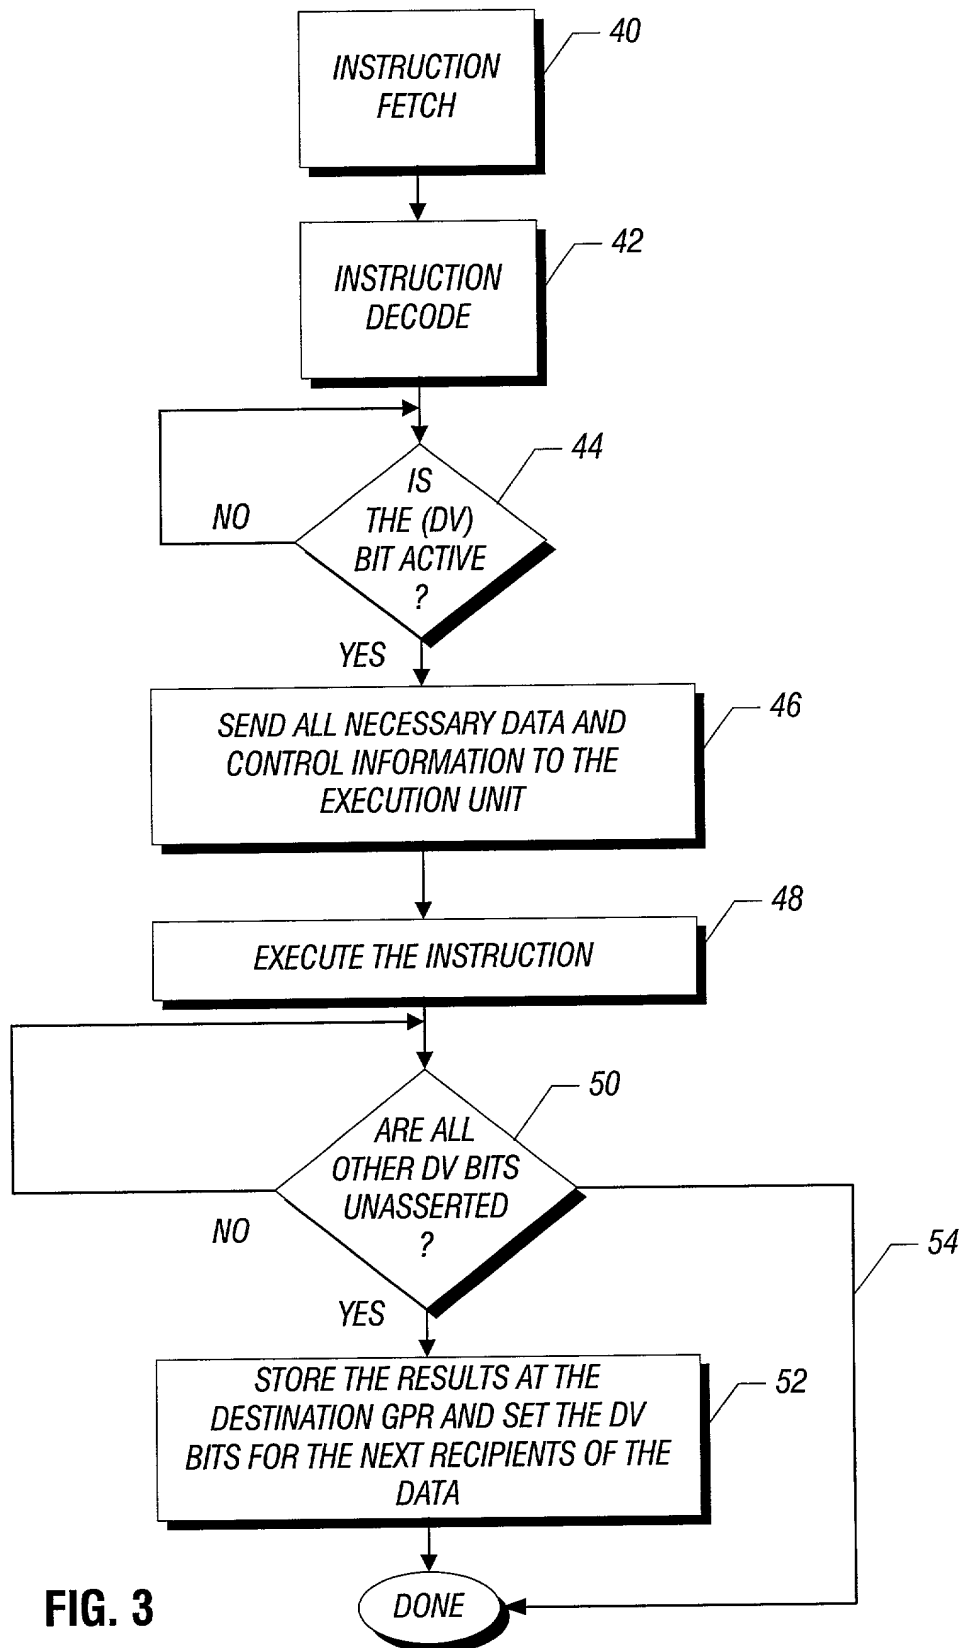 40
INSTRUCTION
FETCH
42
INSTRUCTION
DECODE
44
IS
THE (DV)
BIT ACTIVE
?
NO
YES
46
SEND ALL NECESSARY DATA AND
CONTROL INFORMATION TO THE
EXECUTION UNIT
48
EXECUTE THE INSTRUCTION
50
ARE ALL
OTHER DV BITS
UNASSERTED
?
NO
54
YES
52
STORE THE RESULTS AT THE
DESTINATION GPR AND SET THE DV
BITS FOR THE NEXT RECIPIENTS OF THE
DATA
DONE
FIG. 3